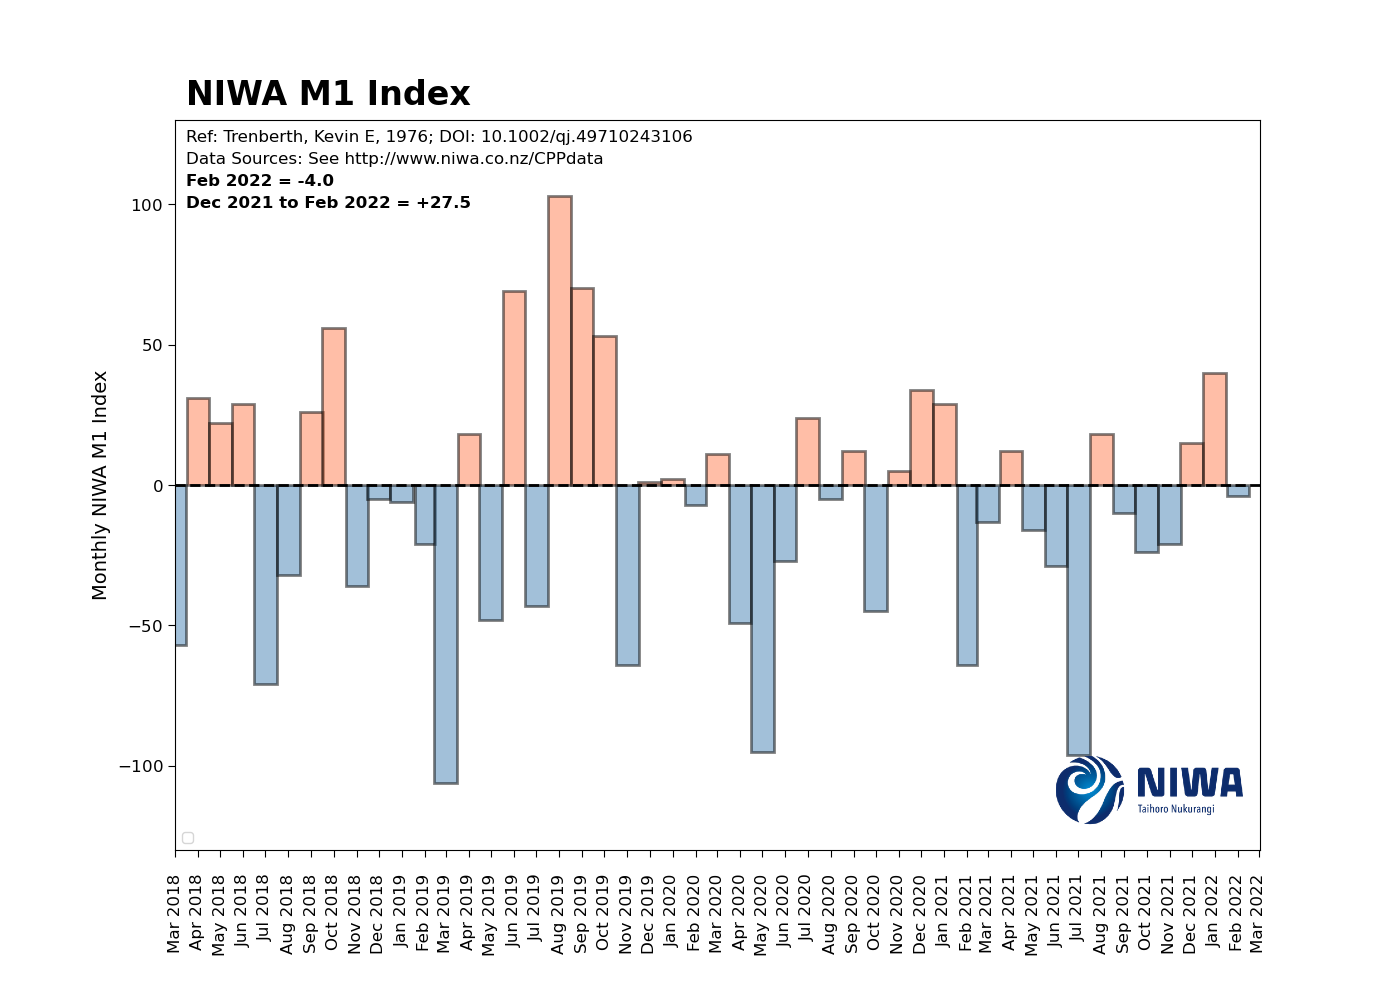 NIWA M1 Index
Ref: Trenberth, Kevin E, 1976; DOI: 10.1002/qj.49710243106
Data Sources: See http://www.niwa.co.nz/CPPdata
Feb 2022 = -4.0
Dec 2021 to Feb 2022 = +27.5
100
50
0
−50
−100
Monthly NIWA M1 Index
NIWA
Taihoro Nukurangi
Mar 2018
Apr 2018
May 2018
Jun 2018
Jul 2018
Aug 2018
Sep 2018
Oct 2018
Nov 2018
Dec 2018
Jan 2019
Feb 2019
Mar 2019
Apr 2019
May 2019
Jun 2019
Jul 2019
Aug 2019
Sep 2019
Oct 2019
Nov 2019
Dec 2019
Jan 2020
Feb 2020
Mar 2020
Apr 2020
May 2020
Jun 2020
Jul 2020
Aug 2020
Sep 2020
Oct 2020
Nov 2020
Dec 2020
Jan 2021
Feb 2021
Mar 2021
Apr 2021
May 2021
Jun 2021
Jul 2021
Aug 2021
Sep 2021
Oct 2021
Nov 2021
Dec 2021
Jan 2022
Feb 2022
Mar 2022